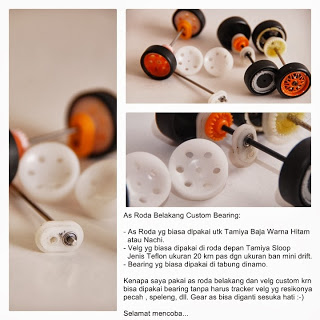 As Roda Belakang Custom Bearing:
- As Roda yg biasa dipakai utk Tamiya Baja Warna Hitam
atau Nachi.
- Velg yg biasa dipakai di roda depan Tamiya Sloop
Jenis Teflon ukuran 20 km pas dgn ukuran ban mini drift.
- Bearing yg biasa dipakai di tabung dinamo.
Kenapa saya pakai as roda belakang dan velg custom krn
bisa dipakai bearing tanpa harus tracker velg yg resikonya
pecah , speleng, dll. Gear as bisa diganti sesuka hati :-)
Selamat mencoba...